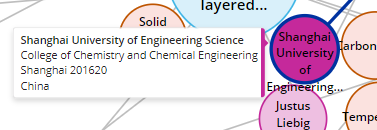 layered...
Solid
Shanghai University of Engineering Science
College of Chemistry and Chemical Engineering
Shanghai 201620
China
Shanghai
University
of
Engineering...
Carbon
Justus
Liebig
Tempe